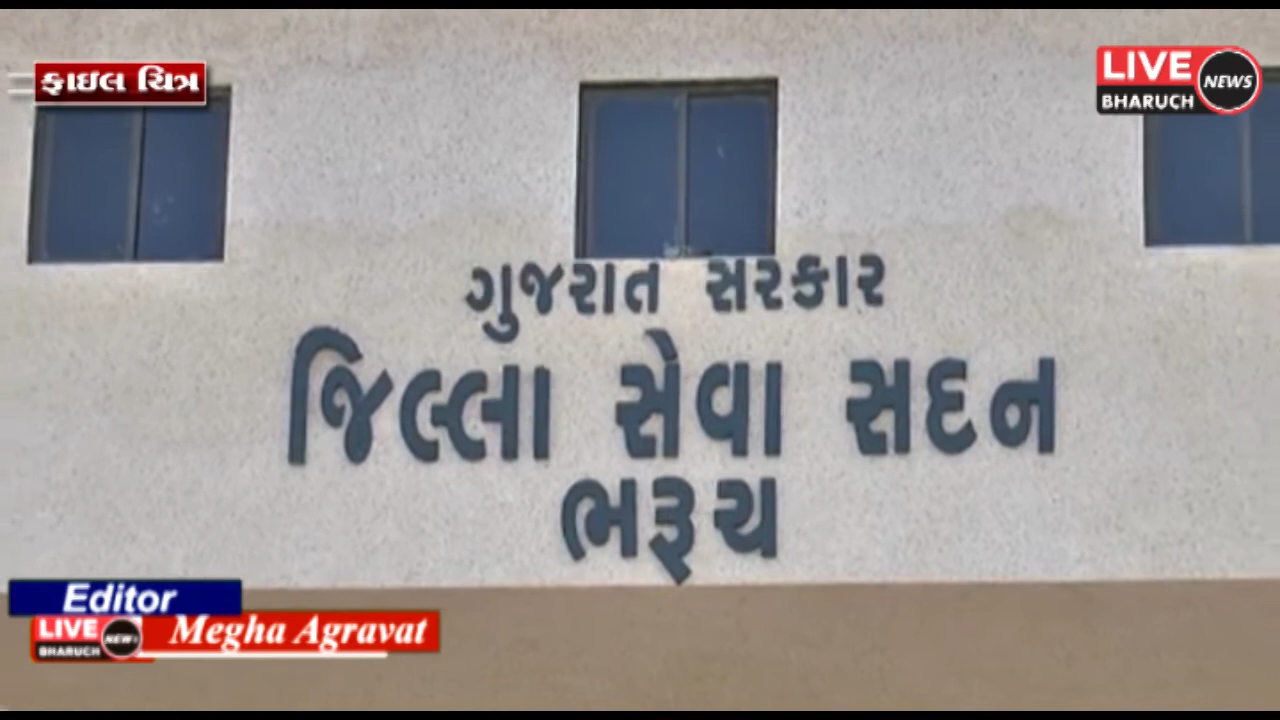 ફાઇલ ચિત્ર
LIVE
BHARUCH
NEWS
ગુજરાત સરકાર
જિલ્લા સેવા સદન
ભરૂચ
Editor
LIVE
BHARUCH
NEWS
Megha Agravat